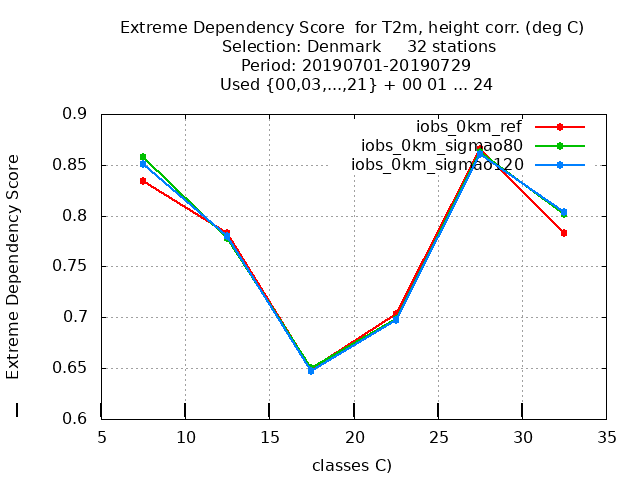 Extreme Dependency Score  for T2m, height corr. (deg C)
Selection: Denmark     32 stations
Period: 20190701-20190729
Used {00,03,...,21} + 00 01 ... 24
iobs_0km_ref
iobs_0km_sigmao80
iobs_0km_sigmao120
Extreme Dependency Score
0.9
0.85
0.8
0.75
0.7
0.65
0.6
5 10 15 20 25 30 35
classes C)